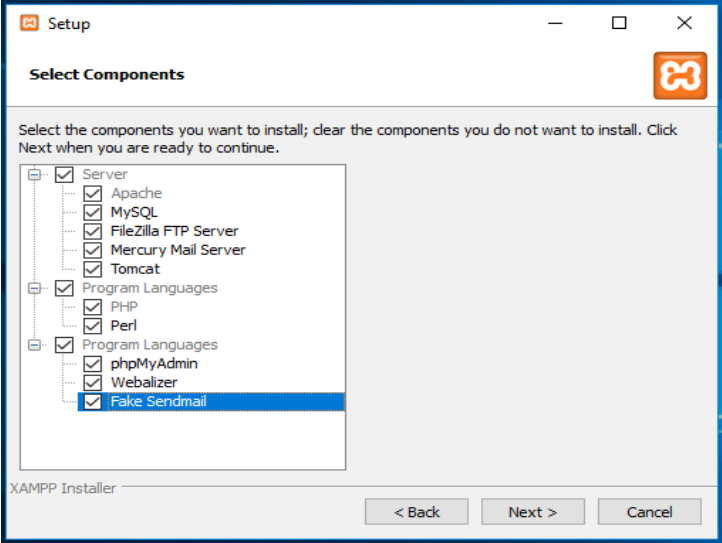 Setup
Select Components
Select the components you want to install; clear the components you do not want to install. Click
Next when you are ready to continue.
Server
Apache
MySQL
FileZilla FTP Server
Mercury Mail Server
Tomcat
Program Languages
PHP
Perl
Program Languages
phpMyAdmin
Webalizer
Fake Sendmail
XAMPP Installer
< Back
Next >
Cancel